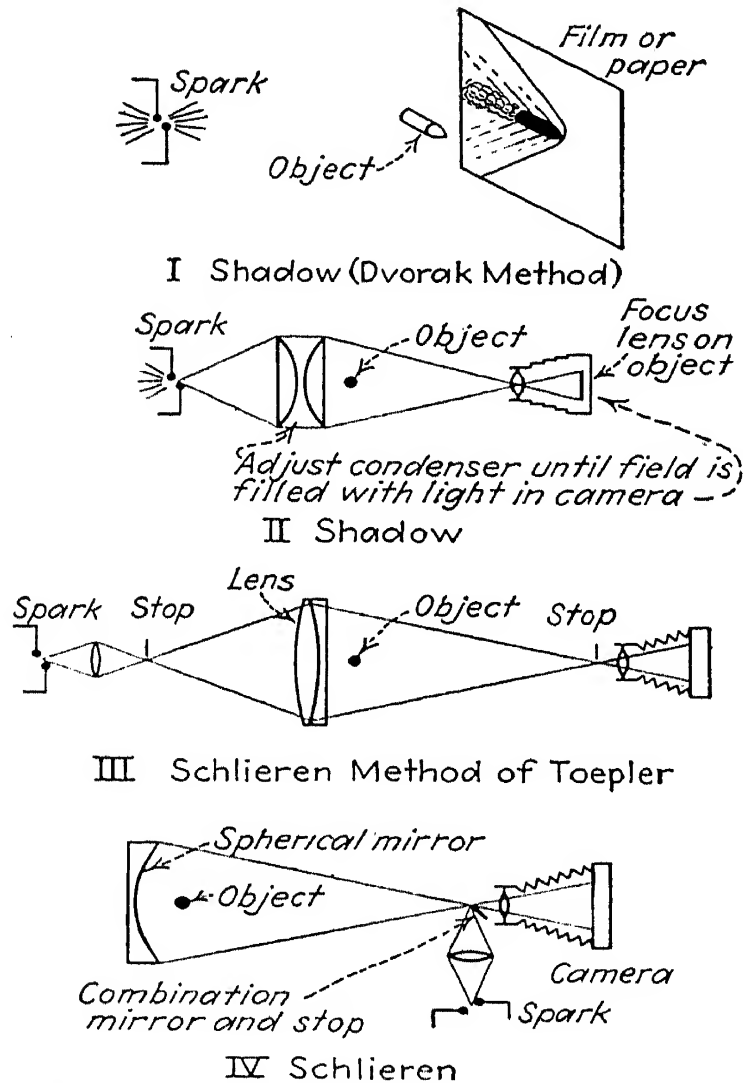 Spark
Film or
paper
Object
I Shadow (Dvorak Method)
Spark
Object
Focus
lens on
object
Adjust condenser until field is
filled with light in camera
II Shadow
Lens
Spark
Stop
Object
Stop
III Schlieren Method of Toepler
Spherical mirror
Object
Camera
Combination
mirror and stop
Spark
IV Schlieren